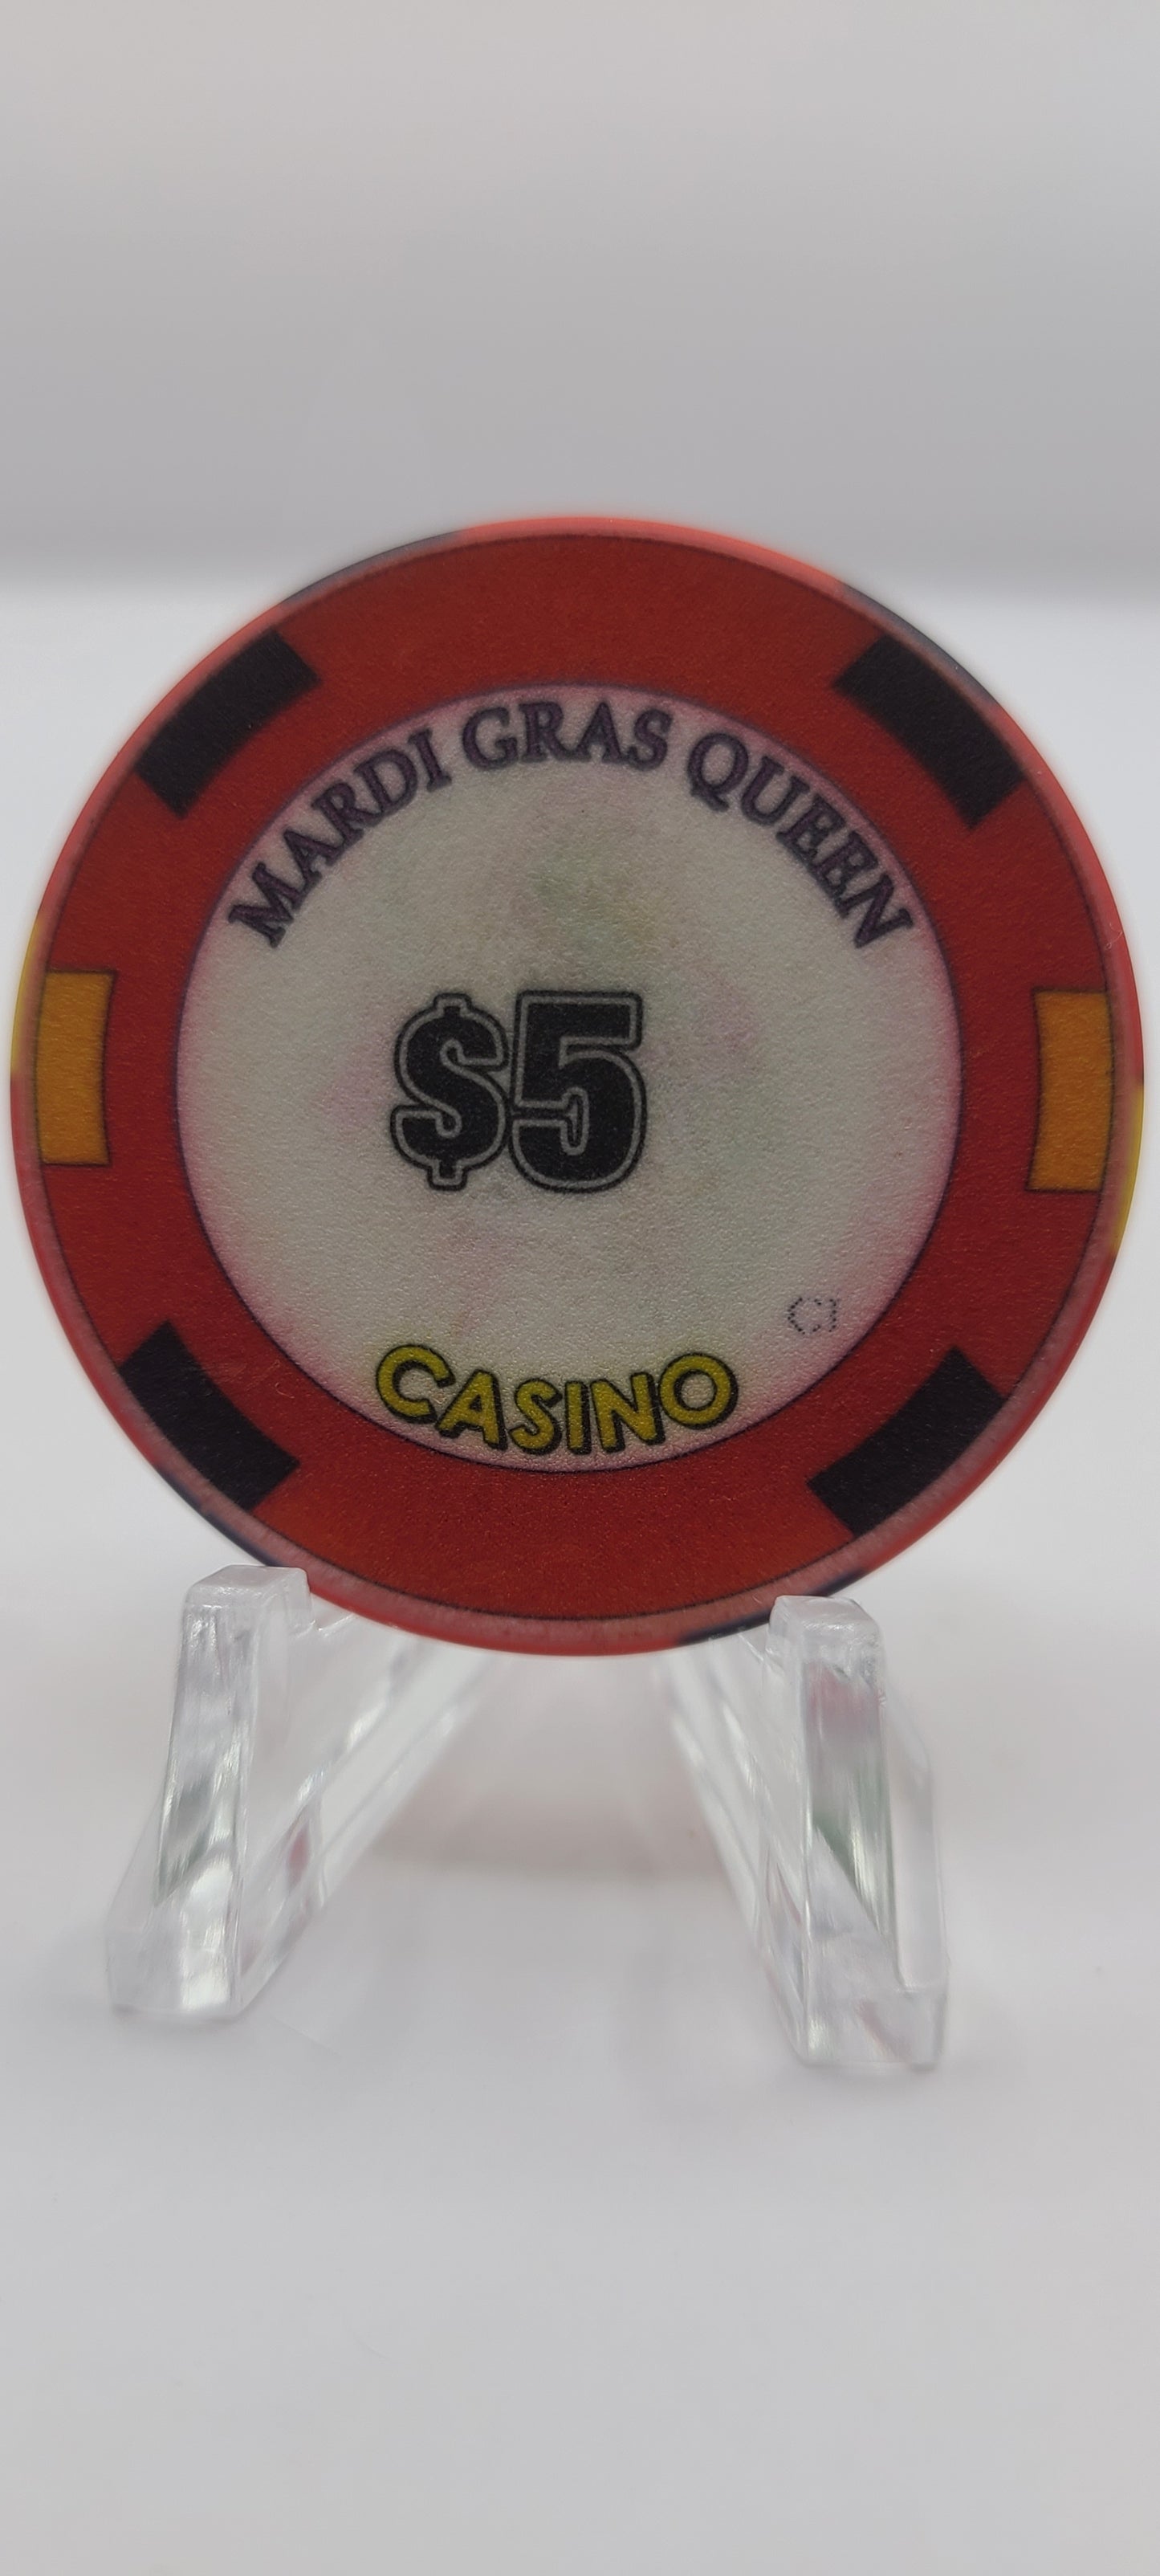 MARDI GRAS QUEEN
$5
CASINO